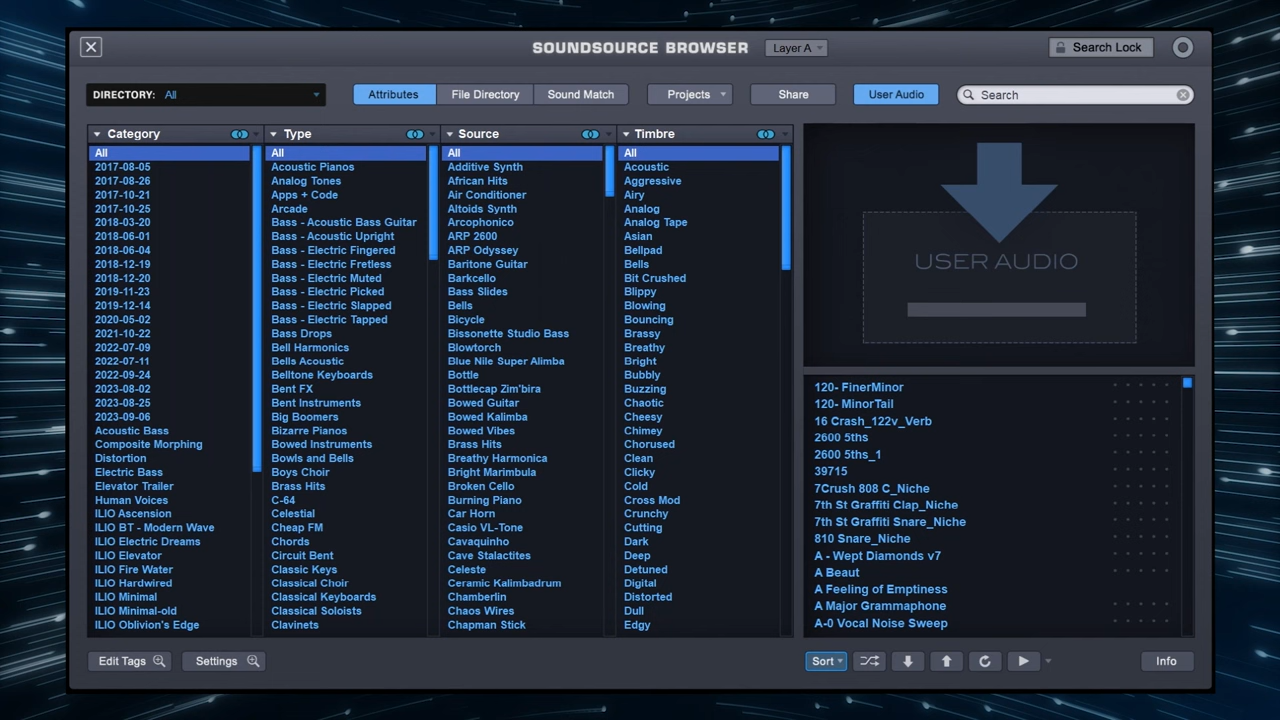 SOUNDSOURCE BROWSER
Layer A
Search Lock
DIRECTORY: All
Attributes
File Directory
Sound Match
Projects
Share
User Audio
Search
Category
All
2017-08-05
2017-08-26
2017-10-21
2017-10-25
2018-03-20
2018-06-01
2018-06-04
2018-12-19
2018-12-20
2019-11-23
2019-12-14
2020-05-02
2021-10-22
2022-07-09
2022-07-11
2022-09-24
2023-08-02
2023-08-25
2023-09-06
Acoustic Bass
Composite Morphing
Distortion
Electric Bass
Elevator Trailer
Human Voices
ILIO Ascension
ILIO BT - Modern Wave
ILIO Electric Dreams
ILIO Elevator
ILIO Fire Water
ILIO Hardwired
ILIO Minimal
ILIO Minimal-old
ILIO Oblivion's Edge
Type
All
Acoustic Pianos
Analog Tones
Apps + Code
Arcade
Bass - Acoustic Bass Guitar
Bass - Acoustic Upright
Bass - Electric Fingered
Bass - Electric Fretless
Bass - Electric Muted
Bass - Electric Picked
Bass - Electric Slapped
Bass - Electric Tapped
Bass Drops
Bell Harmonics
Bells Acoustic
Belltone Keyboards
Bent FX
Bent Instruments
Big Boomers
Bizarre Pianos
Bowed Instruments
Bowls and Bells
Boys Choir
Brass Hits
C-64
Celestial
Cheap FM
Chords
Circuit Bent
Classic Keys
Classical Choir
Classical Keyboards
Classical Soloists
Clavinets
Source
All
Additive Synth
African Hits
Air Conditioner
Altoids Synth
Arcophonico
ARP 2600
ARP Odyssey
Baritone Guitar
Barkcello
Bass Slides
Bells
Bicycle
Bissonette Studio Bass
Blowtorch
Blue Nile Super Alimba
Bottle
Bottlecap Zim'bira
Bowed Guitar
Bowed Kalimba
Bowed Vibes
Brass Hits
Breathy Harmonica
Bright Marimbula
Broken Cello
Burning Piano
Car Horn
Casio VL-Tone
Cavaquinho
Cave Stalactites
Celeste
Ceramic Kalimbadrum
Chamberlin
Chaos Wires
Chapman Stick
Timbre
All
Acoustic
Aggressive
Airy
Analog
Analog Tape
Asian
Bellpad
Bells
Bit Crushed
Blippy
Blowing
Bouncing
Brassy
Breathy
Bright
Bubbly
Buzzing
Chaotic
Cheesy
Chimey
Chorused
Clean
Clicky
Cold
Cross Mod
Crunchy
Cutting
Dark
Deep
Detuned
Digital
Distorted
Dull
Edgy
USER AUDIO
120- FinerMinor
120- MinorTail
16 Crash_122v_Verb
2600 5ths
2600 5ths_1
39715
7Crush 808 C_Niche
7th St Graffiti Clap_Niche
7th St Graffiti Snare_Niche
810 Snare_Niche
A - Wept Diamonds v7
A Beaut
A Feeling of Emptiness
A Major Grammaphone
A-0 Vocal Noise Sweep
Edit Tags
Settings
Sort
Info